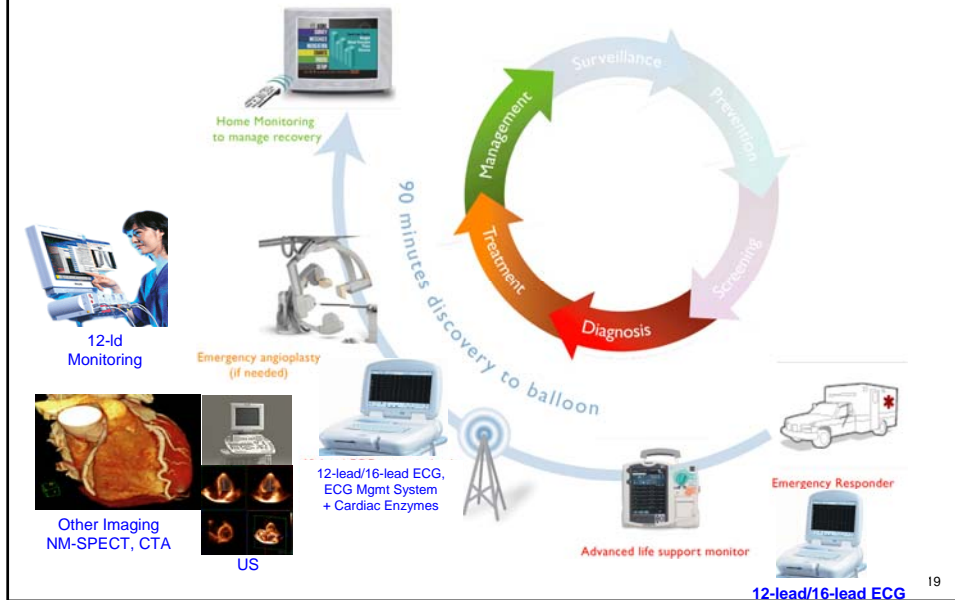 Home Monitoring
to manage recovery
Surveillance
Prevention
Screening
Diagnosis
Treatment
Management
90 minutes discovery to balloon
12-ld
Monitoring
Emergency angioplasty
(if needed)
12-lead/16-lead ECG,
ECG Mgmt System
+ Cardiac Enzymes
Other Imaging
NM-SPECT, CTA
US
Advanced life support monitor
Emergency Responder
12-lead/16-lead ECG
19